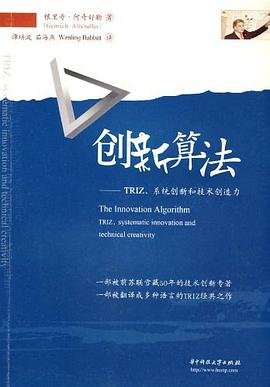 根里奇·阿奇舒勒 著
[Genrich Altshuller]
谭培波 茹海燕 Wenling Babbitt 译
创新算法
——TRIZ、系统创新和技术创造力
The Innovation Algorithm
TRIZ, systematic innovation and
technical creativity
一部被前苏联雪藏50年的技术创新专著
一部被翻译成多种语言的TRIZ经典之作
华中科技大学出版社
http://www.hustp.com